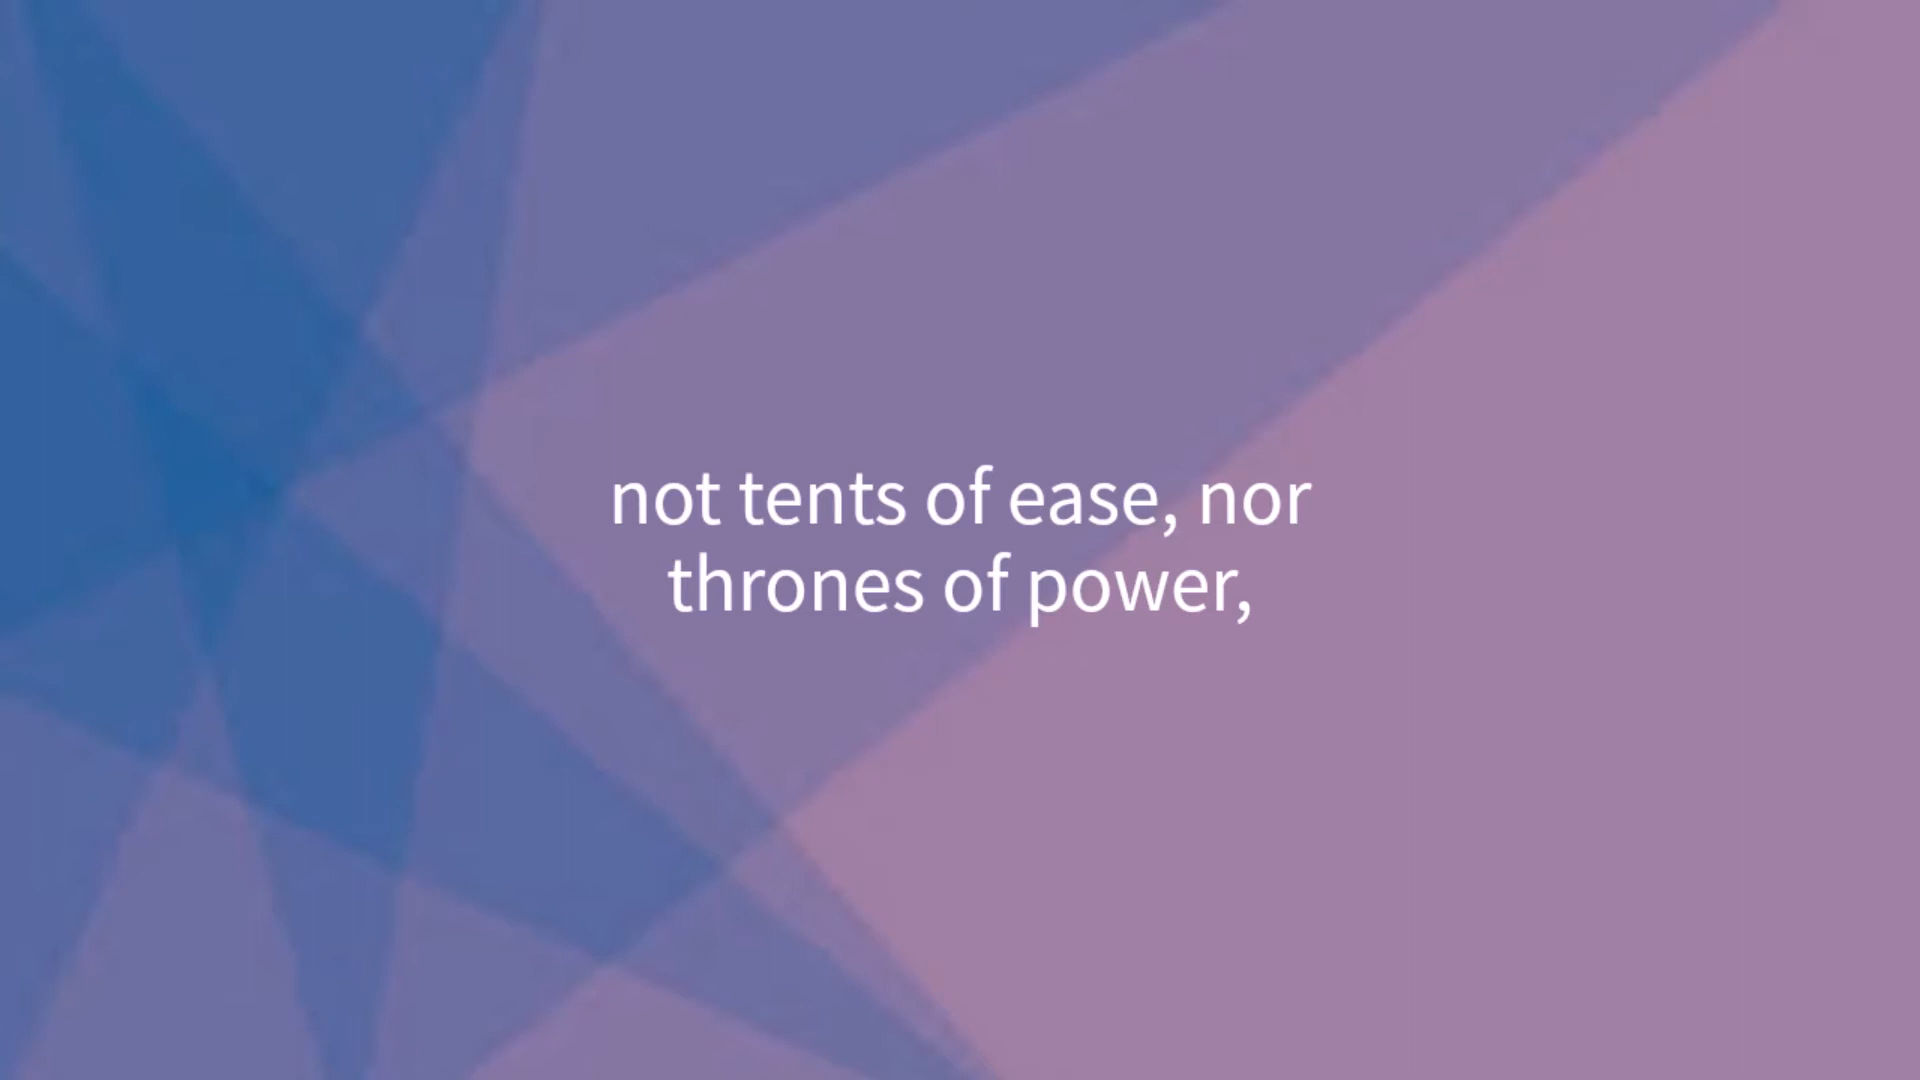 not tents of ease, nor
thrones of power,